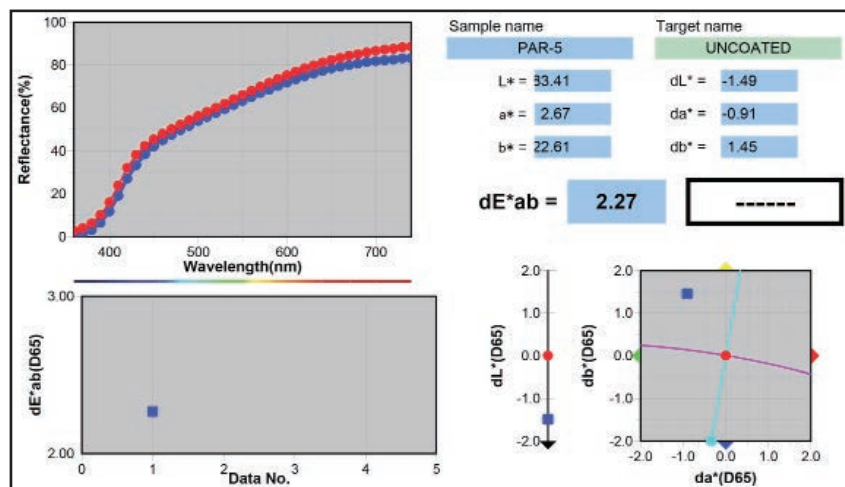 Sample name
Target name
PAR-5
UNCOATED
L* = 83.41
dL* = -1.49
a* = 2.67
da* = -0.91
b* = 22.61
db* = 1.45
dE*ab = 2.27 ------
Reflectance(%)
100
80
60
40
20
0
400 500 600 700
Wavelength(nm)
dE*ab(D65)
3.00
2.00
0 1 2 3 4 5
Data No.
dL*(D65)
2.0
1.0
0.0
-1.0
-2.0
db*(D65)
2.0
1.0
0.0
-1.0
-2.0
-2.0 -1.0 0.0 1.0 2.0
da*(D65)